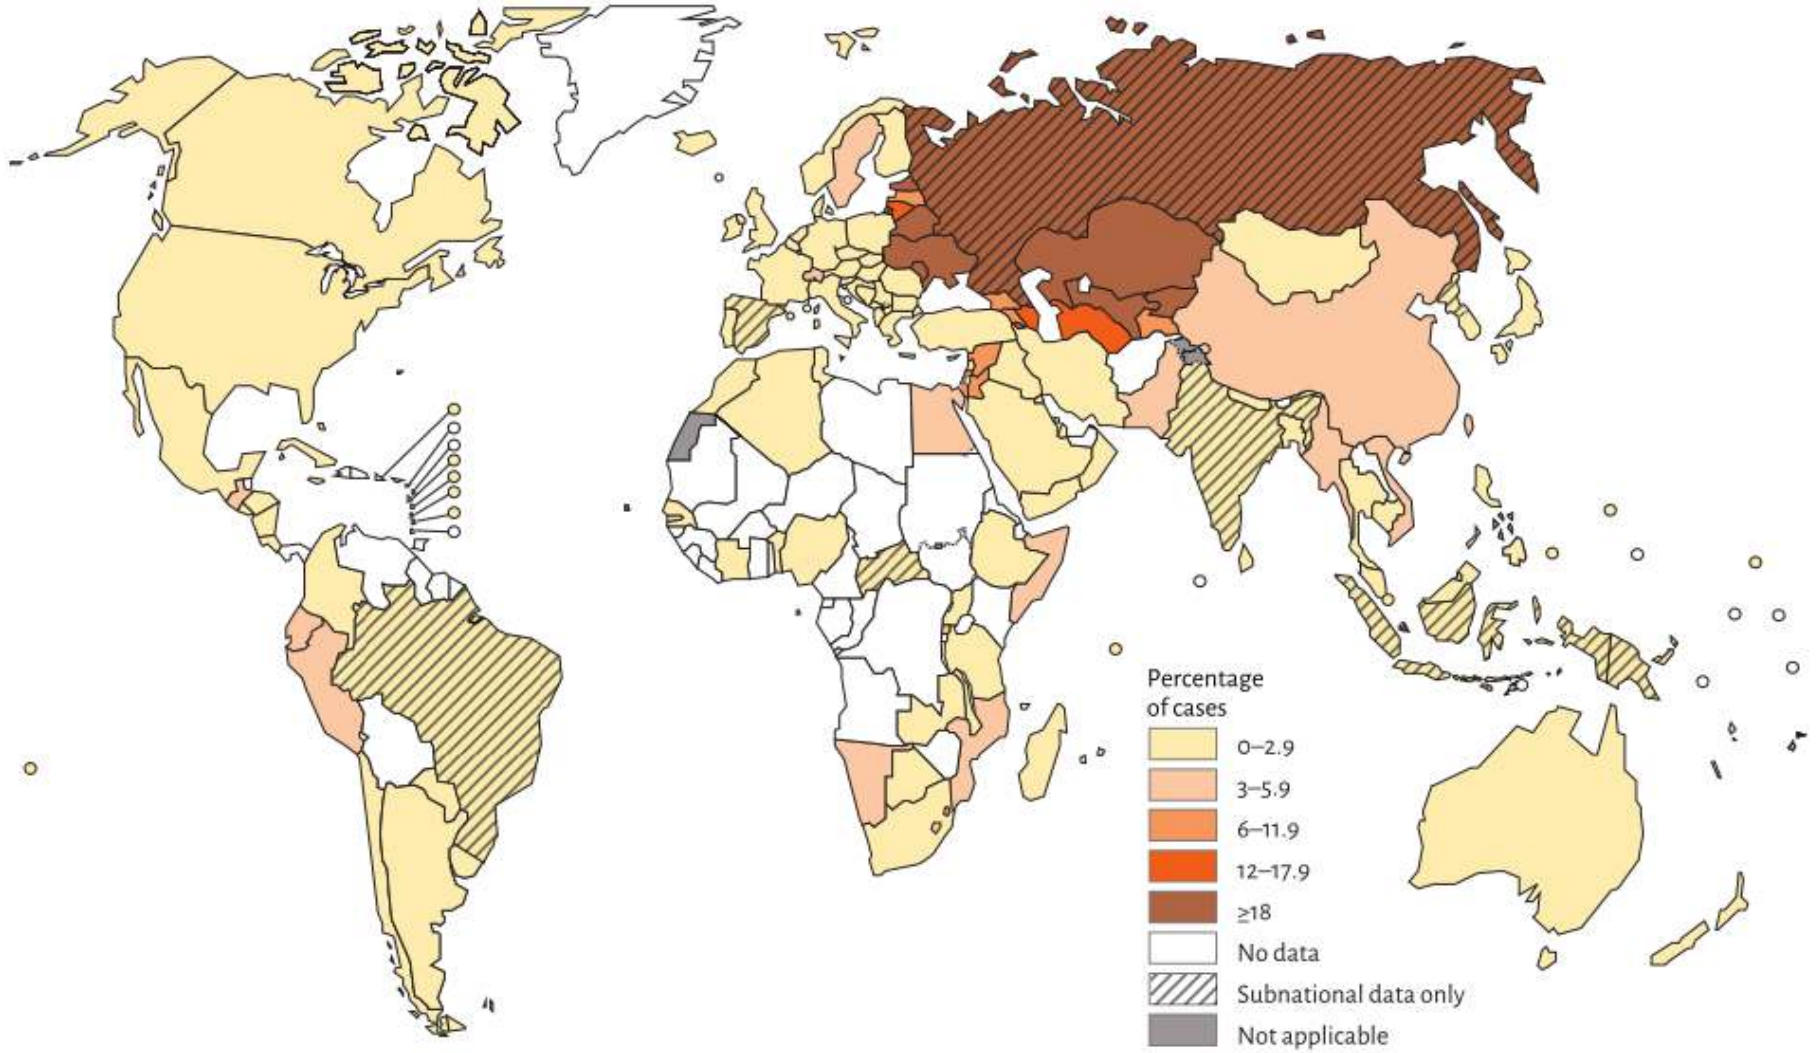 Percentage
of cases
0–2.9
3–5.9
6–11.9
12–17.9
≥18
No data
Subnational data only
Not applicable